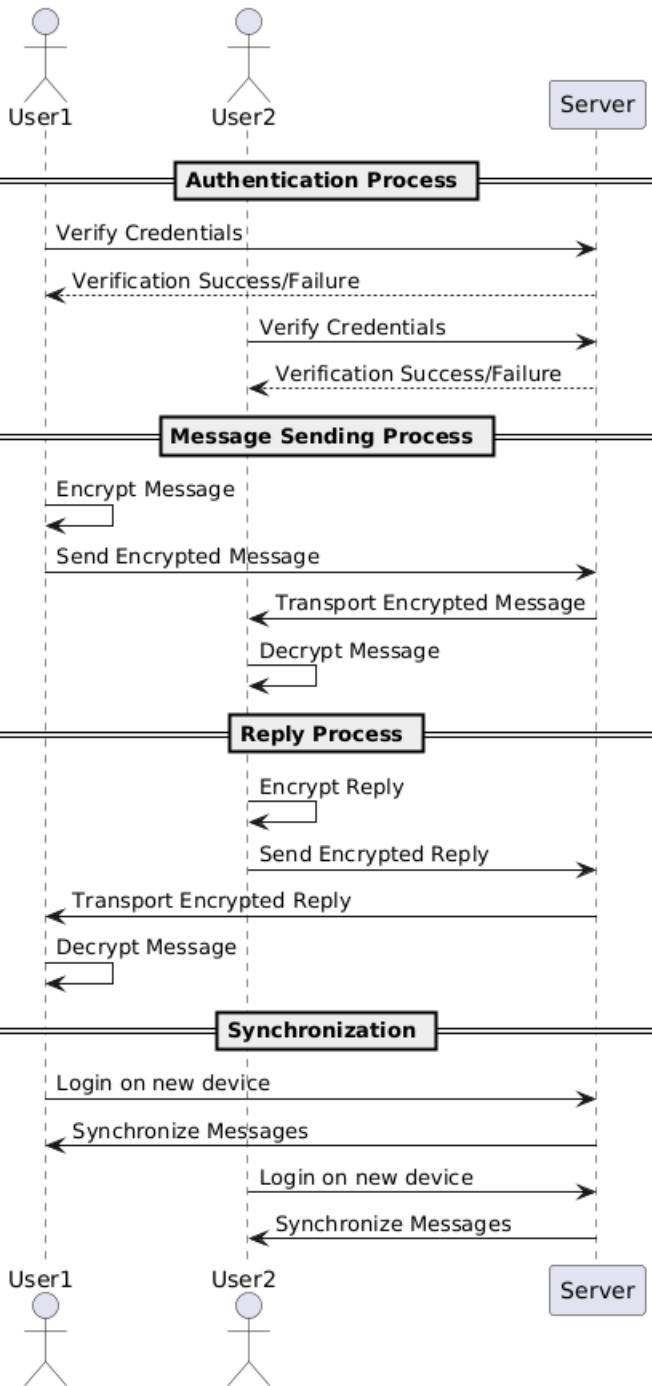 User1
User2
Server
Authentication Process
Verify Credentials
Verification Success/Failure
Verify Credentials
Verification Success/Failure
Message Sending Process
Encrypt Message
Send Encrypted Message
Transport Encrypted Message
Decrypt Message
Reply Process
Encrypt Reply
Send Encrypted Reply
Transport Encrypted Reply
Decrypt Message
Synchronization
Login on new device
Synchronize Messages
Login on new device
Synchronize Messages
User1
User2
Server